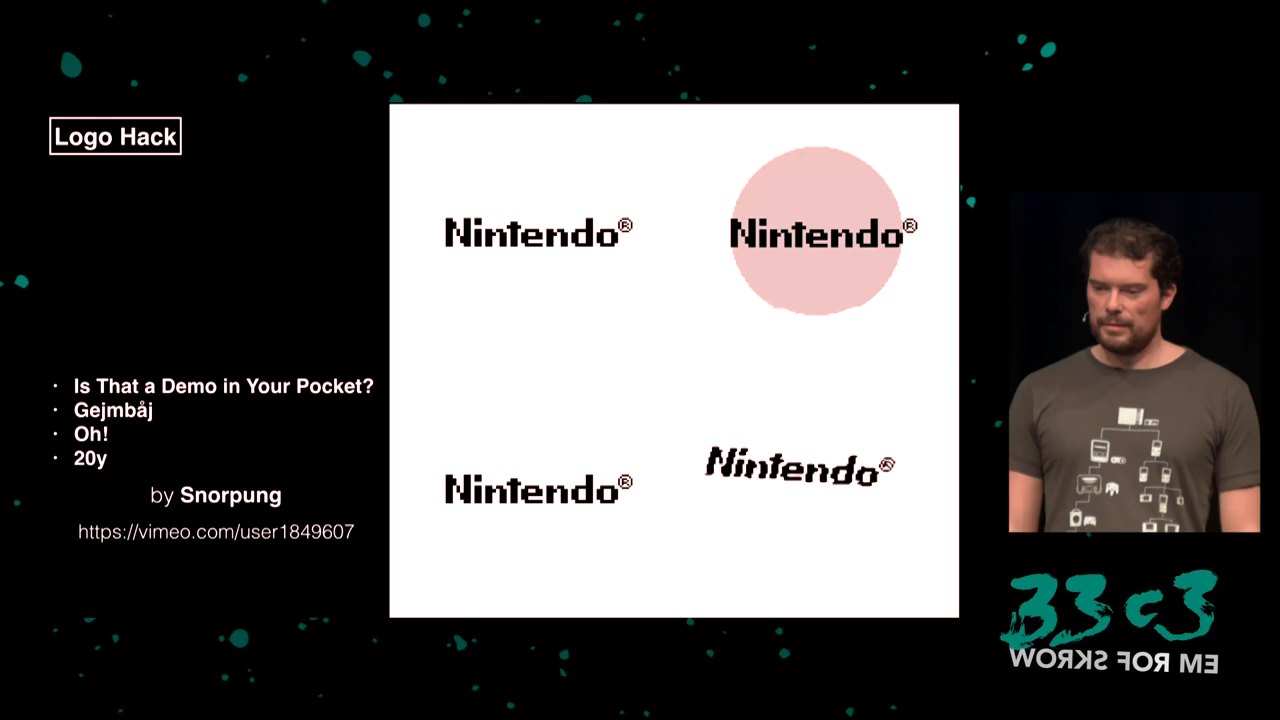 Logo Hack
Nintendo®
Nintendo®
Nintendo®
Nintendo®
· Is That a Demo in Your Pocket?
· Gejmbåj
· Oh!
· 20y
by Snorpung
https://vimeo.com/user1849607
33c3
WORKS FOR ME